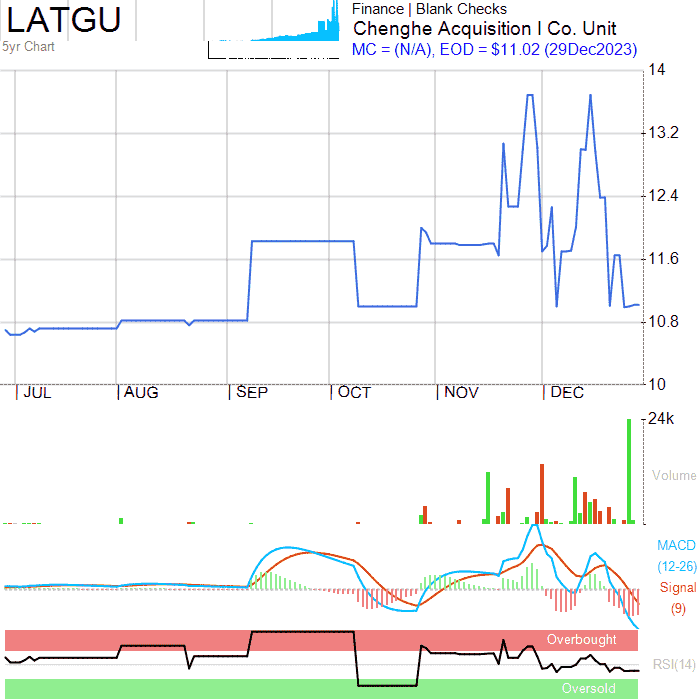 LATGU
5yr Chart
Finance | Blank Checks
Chenghe Acquisition I Co. Unit
MC = (N/A), EOD = $11.02 (29Dec2023)
14
13.2
12.4
11.6
10.8
10
JUL AUG SEP OCT NOV DEC
24k
Volume
MACD
(12-26)
Signal
(9)
Overbought
RSI(14)
Oversold